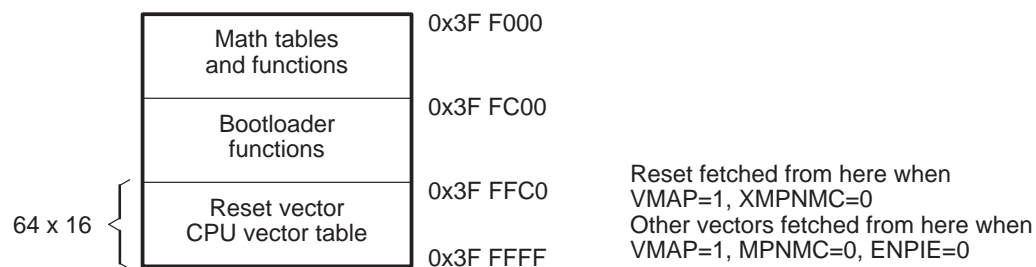 0x3F F000
Math tables
and functions
0x3F FC00
Bootloader
functions
0x3F FFC0
64 x 16
Reset vector
CPU vector table
0x3F FFFF
Reset fetched from here when
VMAP=1, XMPNMC=0
Other vectors fetched from here when
VMAP=1, MPNMC=0, ENPIE=0